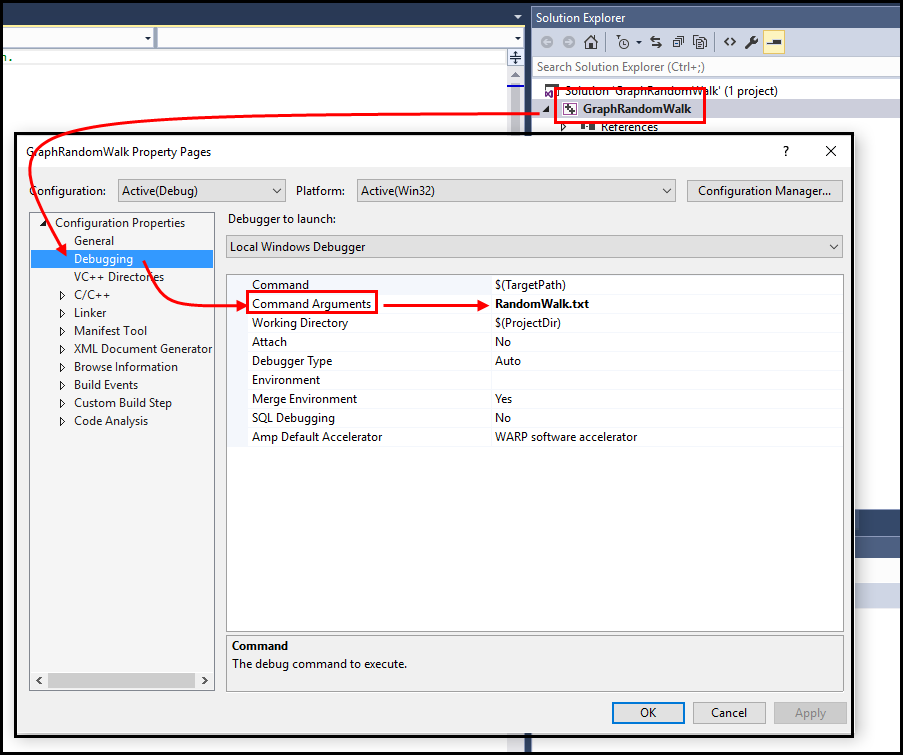 Solution Explorer
n.
Search Solution Explorer (Ctrl+;)
Solution 'GraphRandomWalk' (1 project)
GraphRandomWalk
References
GraphRandomWalk Property Pages
?
Configuration:
Active(Debug)
Platform:
Active(Win32)
Configuration Manager...
Configuration Properties
General
Debugging
VC++ Directories
C/C++
Linker
Manifest Tool
XML Document Generator
Browse Information
Build Events
Custom Build Step
Code Analysis
Debugger to launch:
Local Windows Debugger
Command $(TargetPath)
Command Arguments RandomWalk.txt
Working Directory $(ProjectDir)
Attach No
Debugger Type Auto
Environment
Merge Environment Yes
SQL Debugging No
Amp Default Accelerator WARP software accelerator
Command
The debug command to execute.
OK
Cancel
Apply